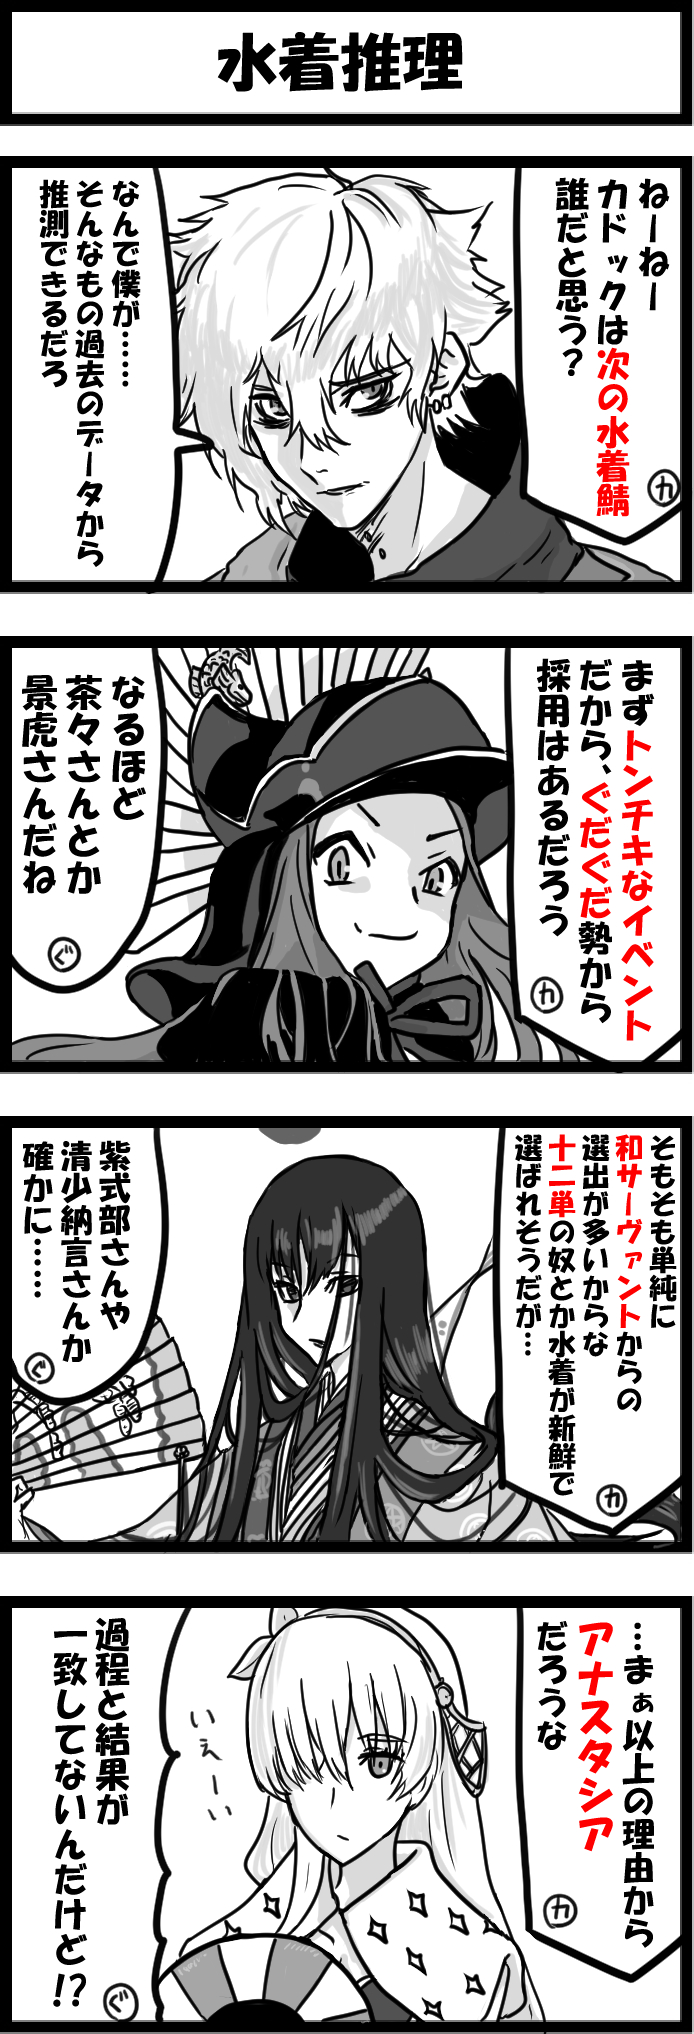 水着推理
ねーねー
カドックは次の水着鯖
誰だと思う？
カ
なんで僕が……
そんなもの過去のデータから
推測できるだろ
まずトンチキなイベント
だから、ぐだぐだ勢から
採用はあるだろう
カ
なるほど
茶々さんとか
景虎さんだね
ぐ
そもそも単純に
和サーヴァントからの
選出が多いからな
十二単の奴とか水着が新鮮で
選ばれそうだが…
カ
紫式部さんや
清少納言さんか
確かに……
ぐ
…まぁ以上の理由から
アナスタシア
だろうな
カ
いえーい
過程と結果が
一致してないんだけど!?
ぐ